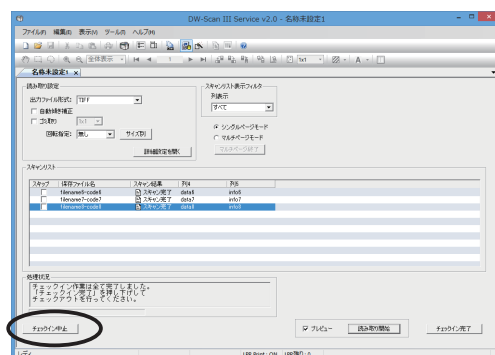 DW-Scan III Service v2.0 - 名称未設定1
ファイル(F) 編集(E) 表示(V) ツール(T) ヘルプ(H)
全体表示 1 1x1 A
名称未設定1 x
読み取り設定
出力ファイル形式: TIFF
自動傾き補正
ゴミ取り 1x1
回転指定: 無し サイズ別
詳細設定を開く
スキャンリスト表示フィルター
列表示
すべて
シングルページモード
マルチページモード
マルチページ終了
スキャンリスト
スキップ 保存ファイル名 スキャン結果 列4 列5
filename6-code6 スキャン完了 data6 info6
filename7-code7 スキャン完了 data7 info7
filename8-code8 スキャン完了 data8 info8
処理状況
チェックイン作業は全て完了しました。
「チェックイン完了」を押し下げして
チェックアウトを行ってください。
チェックイン中止 プレビュー 読み取り開始 チェックイン完了
レディ